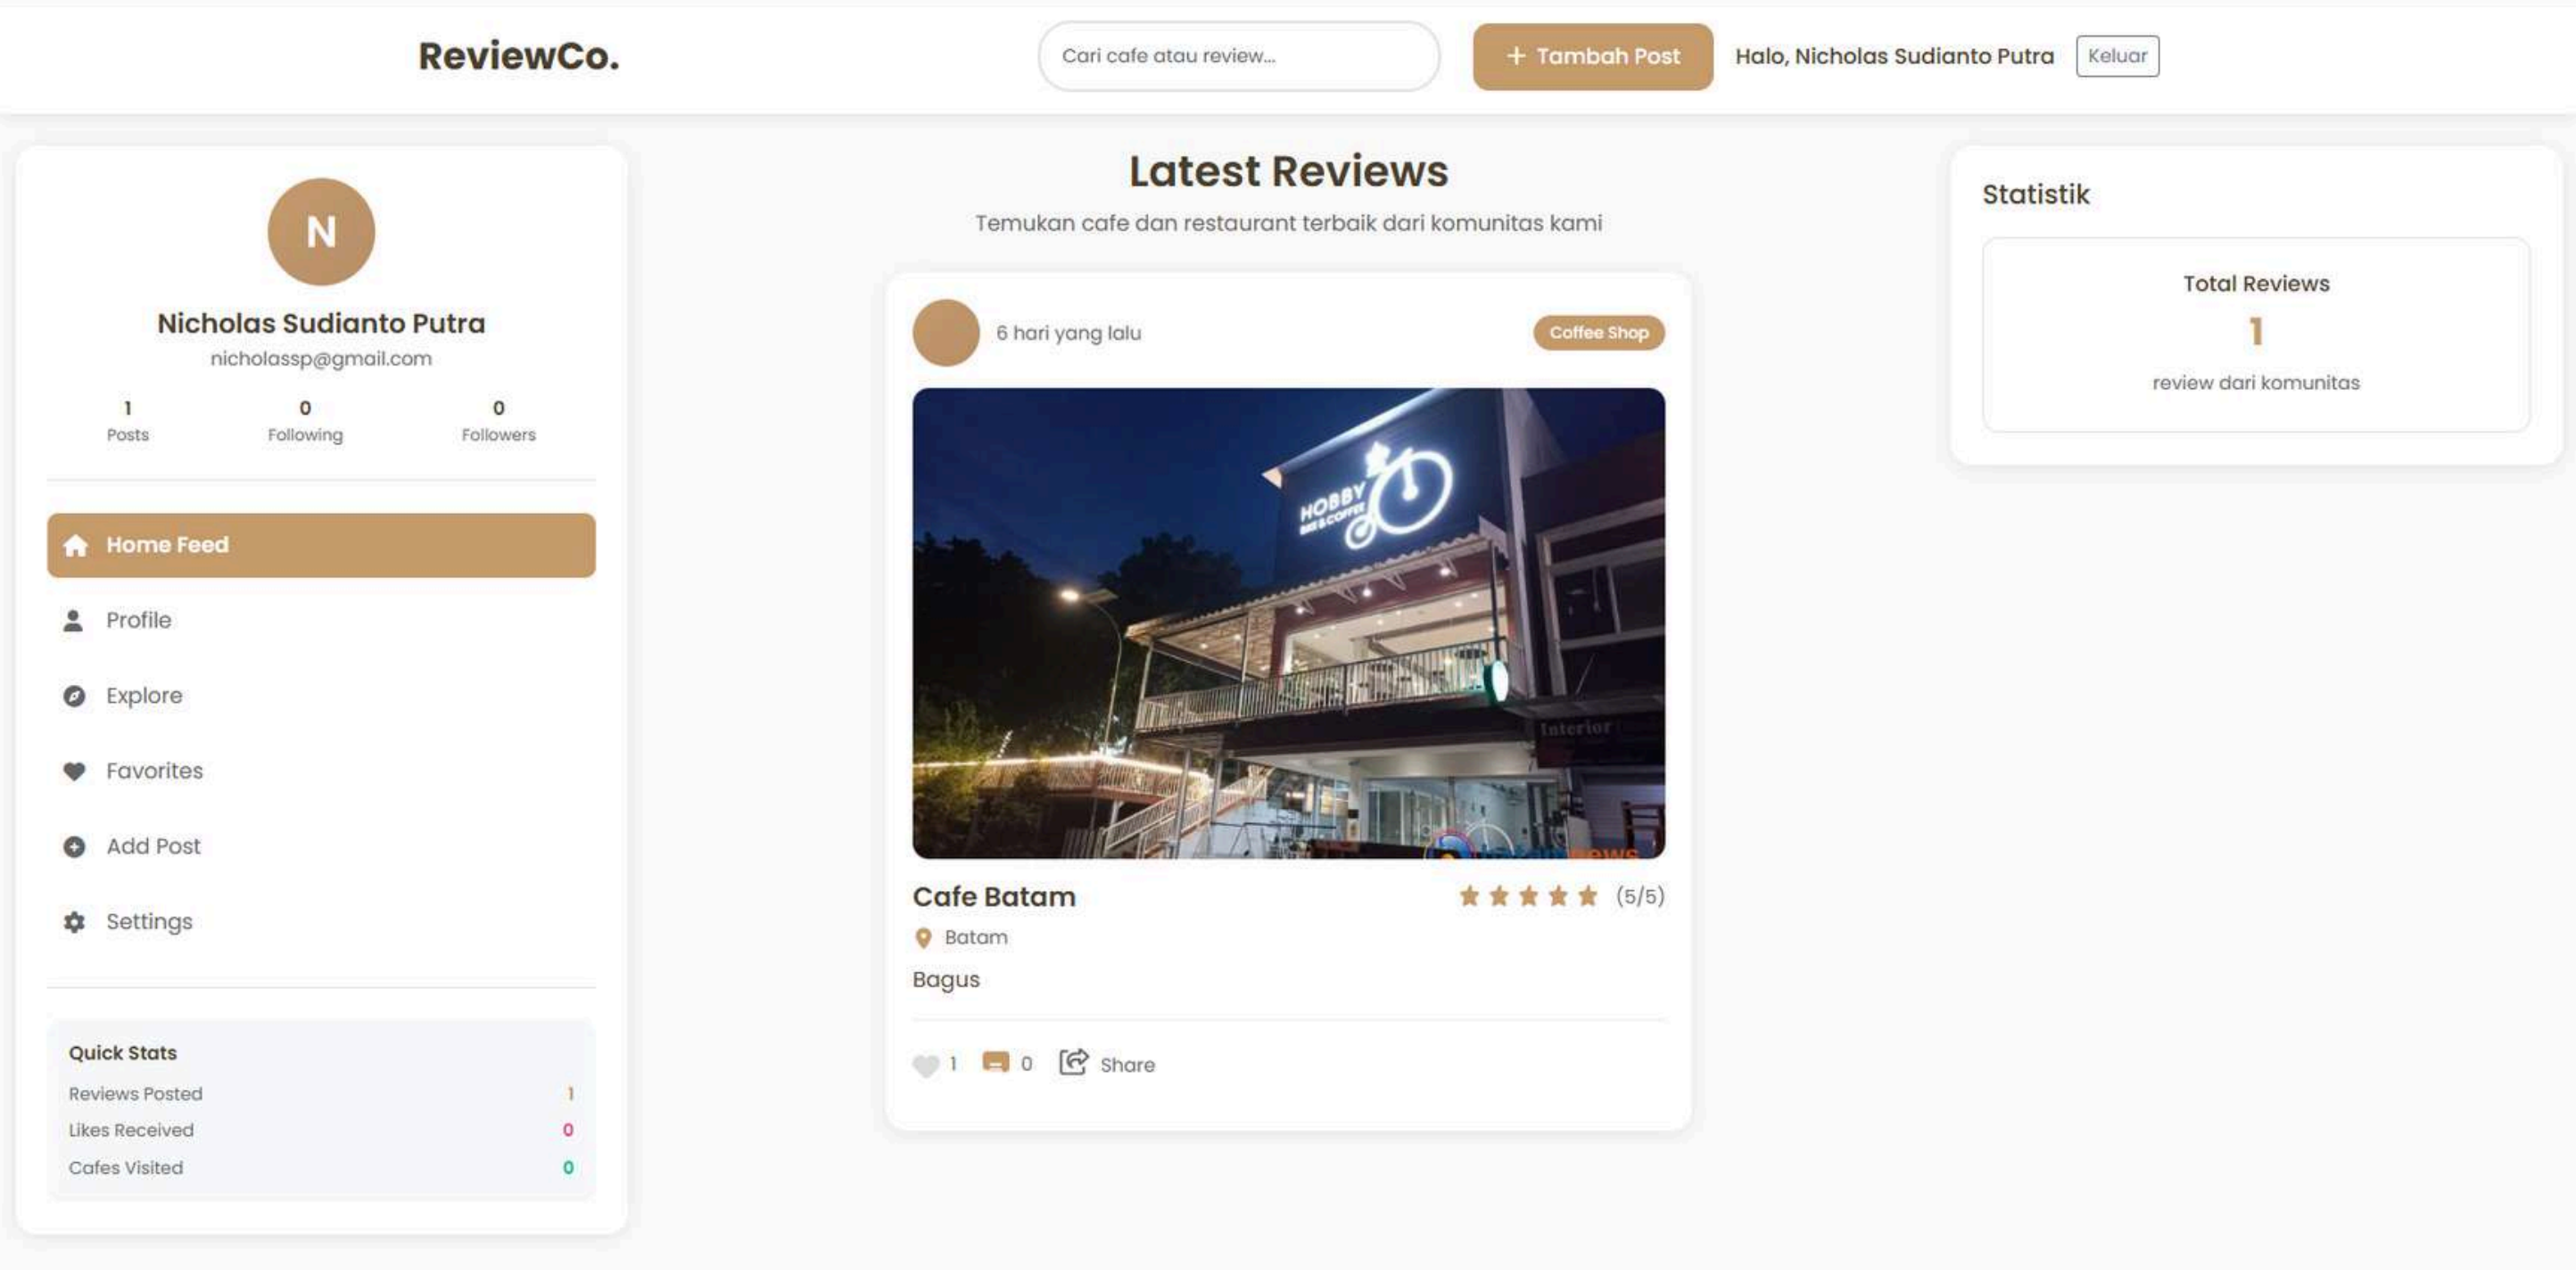 ReviewCo.
Cari cafe atau review...
+ Tambah Post
Halo, Nicholas Sudianto Putra
Keluar
N
Nicholas Sudianto Putra
nicholassp@gmail.com
1 0 0
Posts Following Followers
Home Feed
Profile
Explore
Favorites
Add Post
Settings
Quick Stats
Reviews Posted 1
Likes Received 0
Cafes Visited 0
Latest Reviews
Temukan cafe dan restaurant terbaik dari komunitas kami
6 hari yang lalu
Coffee Shop
HOBBY
BIKE & COFFEE
Interior
news
Cafe Batam
(5/5)
Batam
Bagus
1 0 Share
Statistik
Total Reviews
1
review dari komunitas